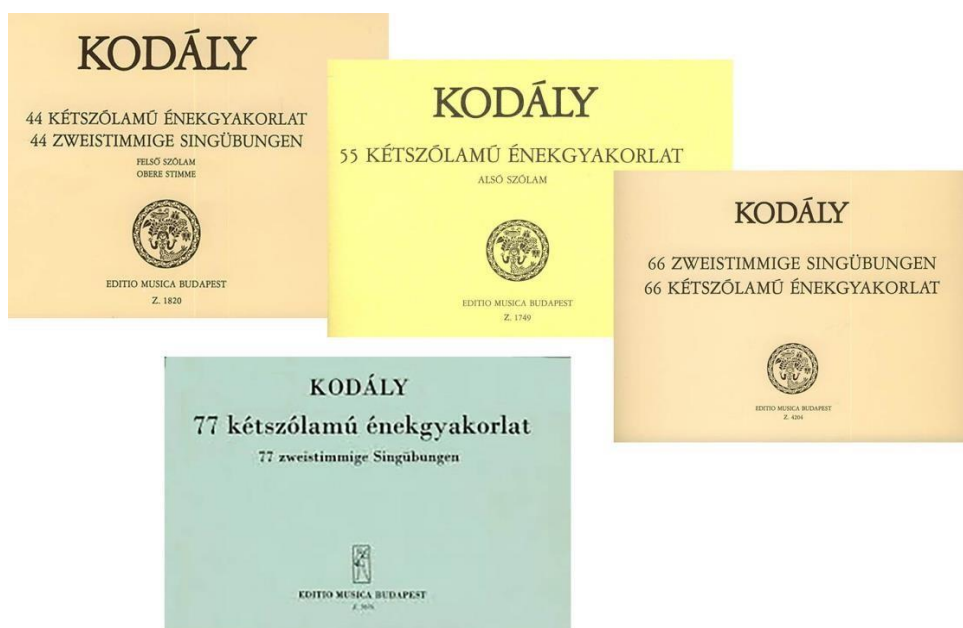 KODÁLY
44 KÉTSZÓLAMÚ ÉNEKGYAKORLAT
44 ZWEISTIMMIGE SINGÜBUNGEN
FELSŐ SZÓLAM
OBERE STIMME
EDITIO MUSICA BUDAPEST
Z. 1820
KODÁLY
55 KÉTSZÓLAMÚ ÉNEKGYAKORLAT
ALSÓ SZÓLAM
EDITIO MUSICA BUDAPEST
Z. 1749
KODÁLY
66 ZWEISTIMMIGE SINGÜBUNGEN
66 KÉTSZÓLAMÚ ÉNEKGYAKORLAT
EDITIO MUSICA BUDAPEST
Z. 4204
KODÁLY
77 kétszólamú énekgyakorlat
77 zweistimmige Singübungen
EDITIO MUSICA BUDAPEST